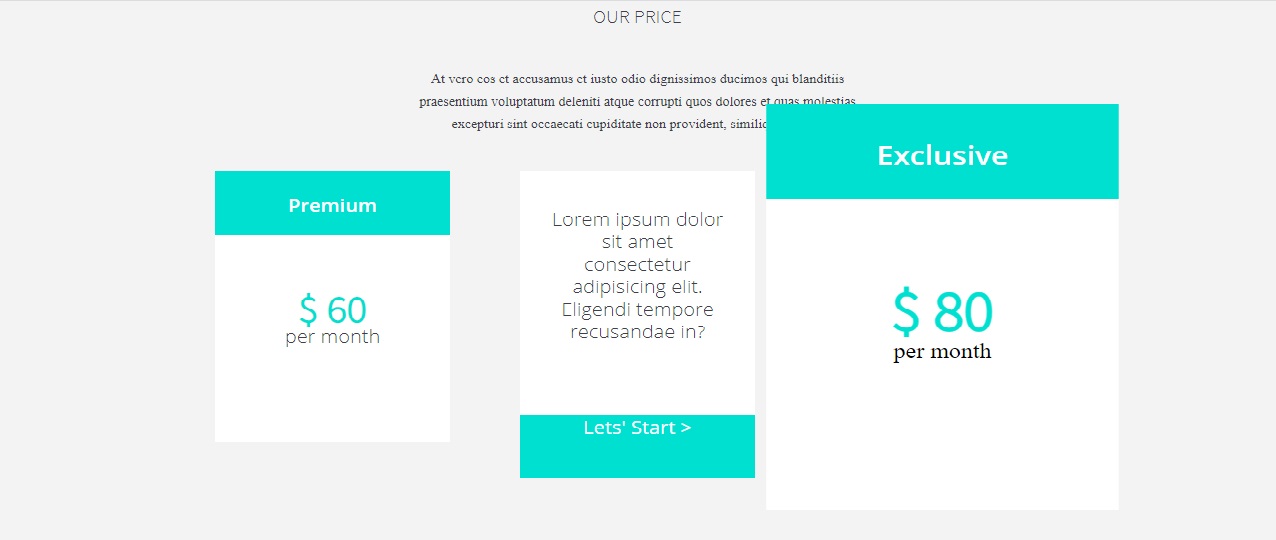 OUR PRICE
At vero eos et accusamus et iusto odio dignissimos ducimos qui blanditiis
praesentium voluptatum deleniti atque corrupti quos dolores et quas molestias
excepturi sint occaecati cupiditate non provident,
Premium
$ 60
per month
Lorem ipsum dolor
sit amet
consectetur
adipisicing elit.
Eligendi tempore
recusandae in?
Lets' Start >
Exclusive
$ 80
per month